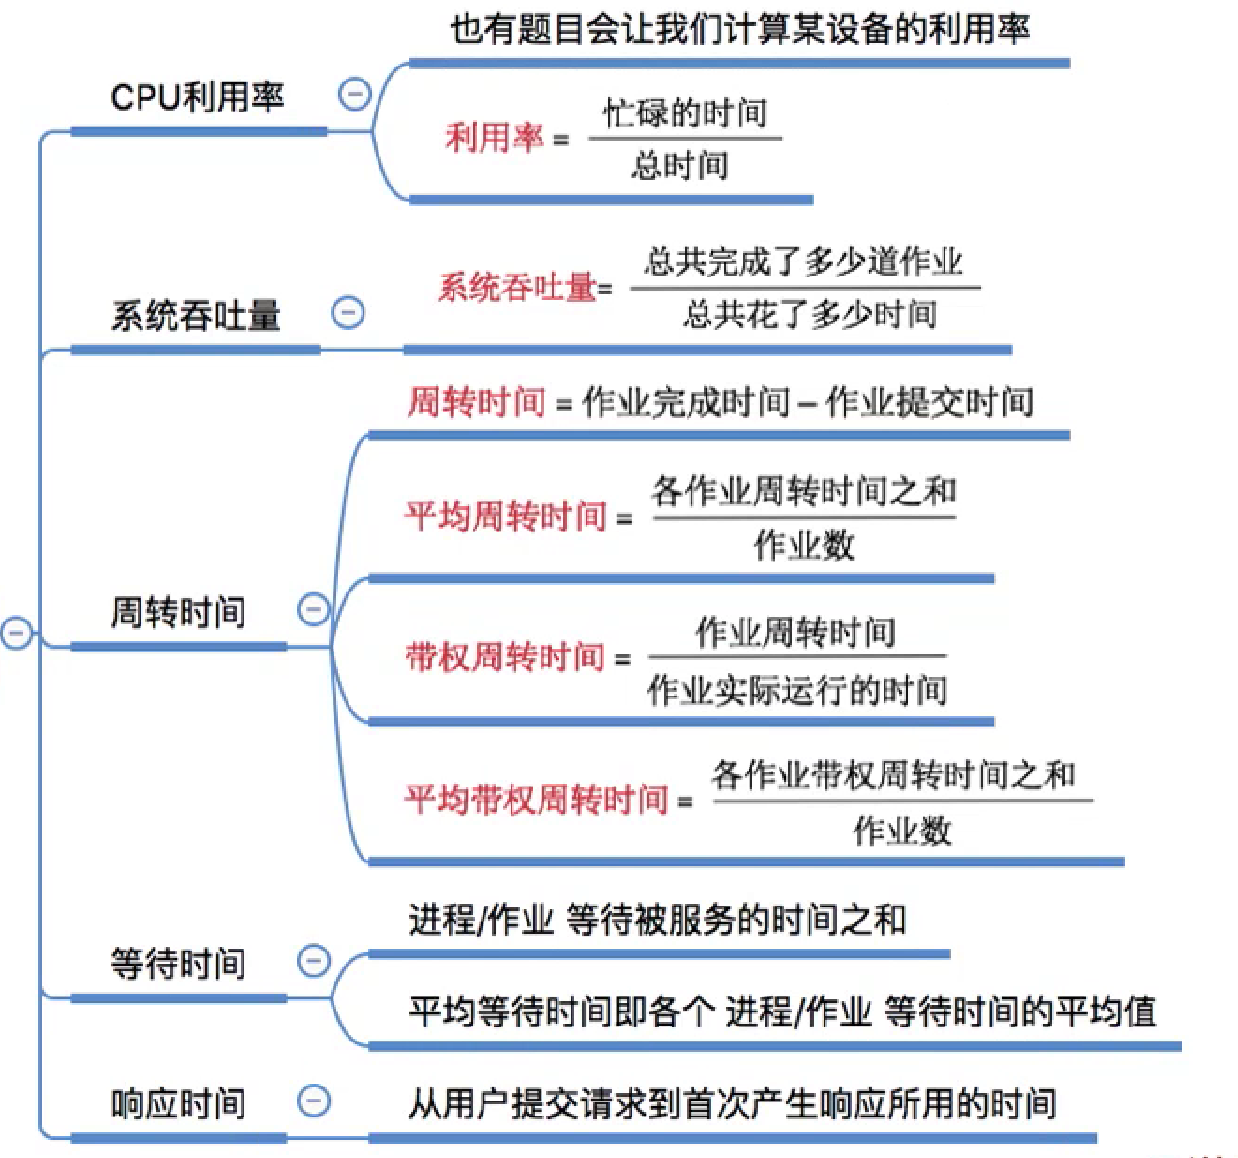 CPU利用率
也有题目会让我们计算某设备的利用率
利用率 = 忙碌的时间
总时间
系统吞吐量
系统吞吐量= 总共完成了多少道作业
总共花了多少时间
周转时间
周转时间 = 作业完成时间 – 作业提交时间
平均周转时间 = 各作业周转时间之和
作业数
带权周转时间 = 作业周转时间
作业实际运行的时间
平均带权周转时间 = 各作业带权周转时间之和
作业数
等待时间
进程/作业 等待被服务的时间之和
平均等待时间即各个 进程/作业 等待时间的平均值
响应时间
从用户提交请求到首次产生响应所用的时间